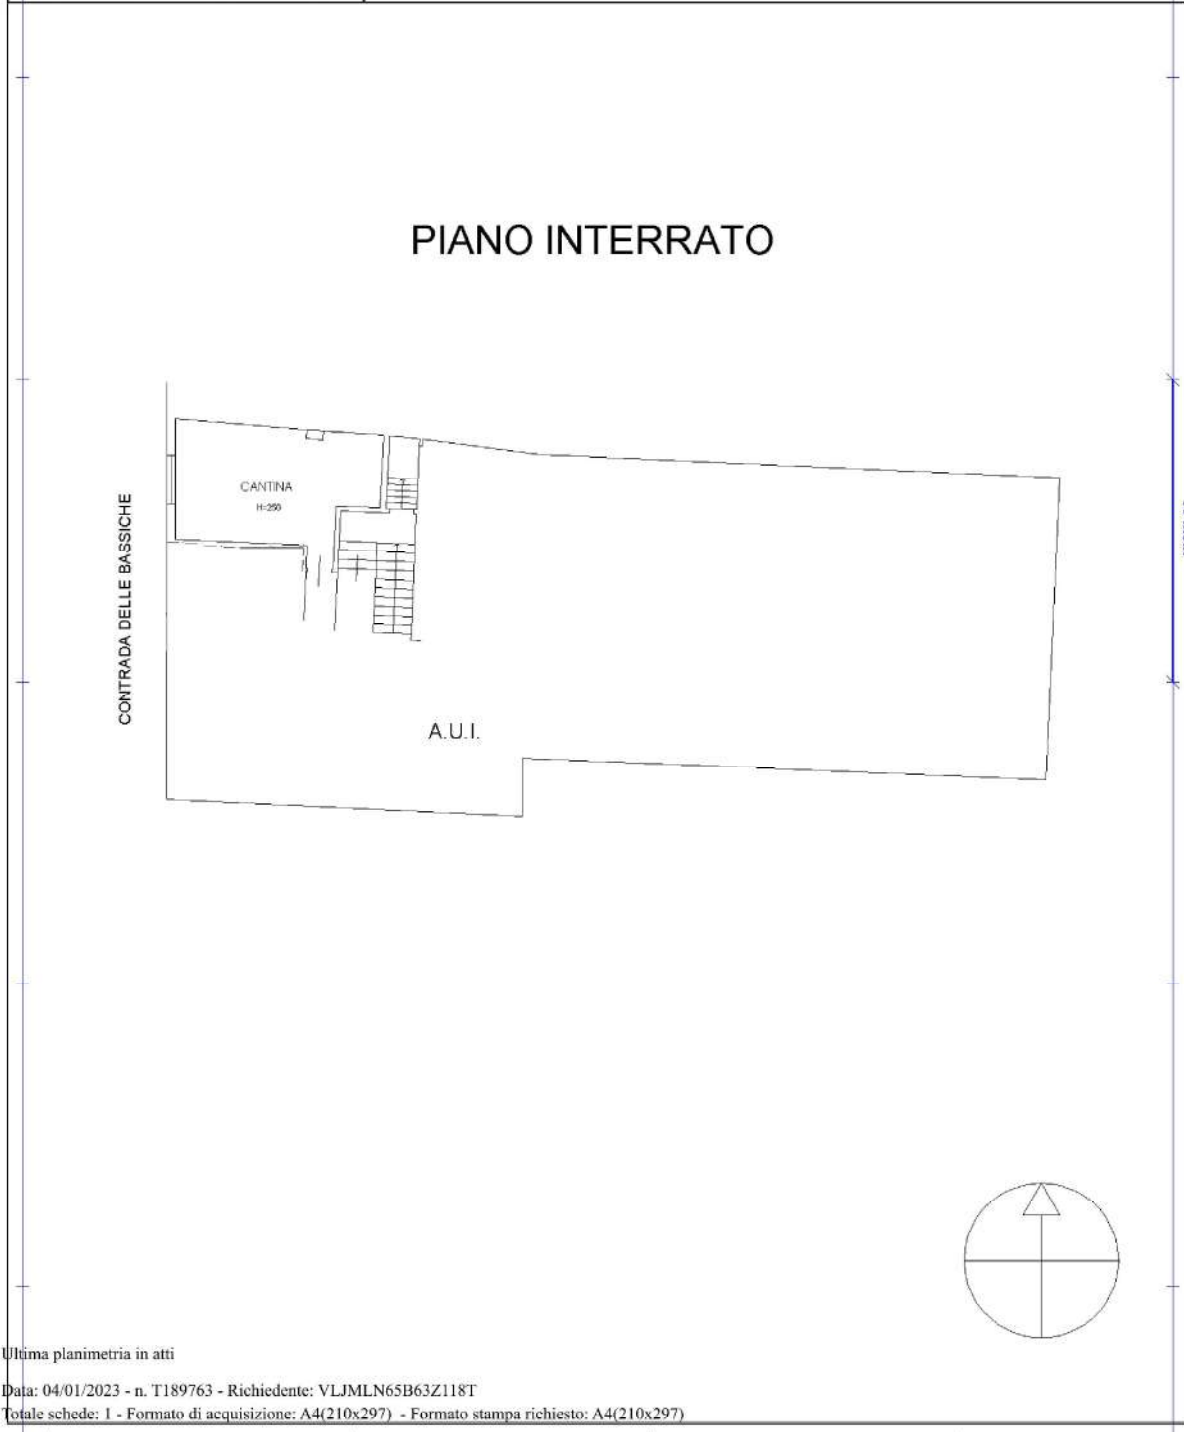 PIANO INTERRATO
CANTINA
H=250
CONTRADA DELLE BASSICHE
A.U.I.
Ultima planimetria in atti
Data: 04/01/2023 - n. T189763 - Richiedente: VLJMLN65B63Z118T
Totale schede: 1 - Formato di acquisizione: A4(210x297) - Formato stampa richiesto: A4(210x297)